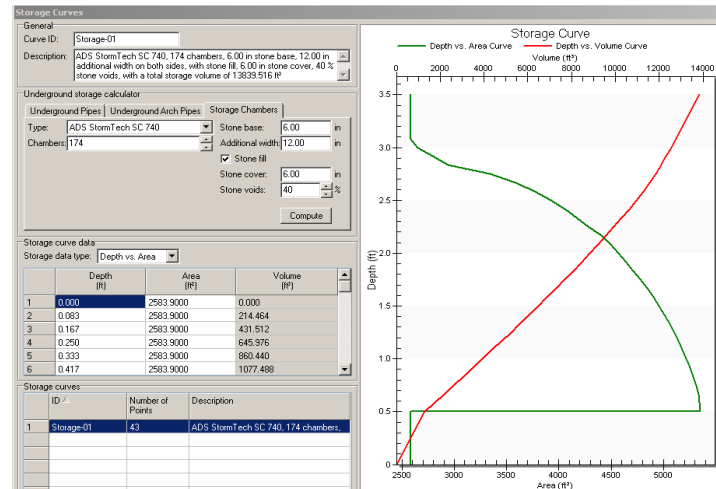 Storage Curves
General
Curve ID: Storage-01
Description: ADS StormTech SC 740, 174 chambers, 6.00 in stone base, 12.00 in
additional width on both sides, with stone fill, 6.00 in stone cover, 40 %
stone voids, with a total storage volume of 13839.516 ft³
Underground storage calculator
Underground Pipes Underground Arch Pipes Storage Chambers
Type: ADS StormTech SC 740 Stone base: 6.00 in
Chambers: 174 Additional width: 12.00 in
Stone fill
Stone cover: 6.00 in
Stone voids: 40 %
Compute
Storage curve data
Storage data type: Depth vs. Area
Depth (ft) Area (ft²) Volume (ft³)
1 0.000 2583.9000 0.000
2 0.083 2583.9000 214.464
3 0.167 2583.9000 431.512
4 0.250 2583.9000 645.976
5 0.333 2583.9000 860.440
6 0.417 2583.9000 1077.488
Storage curves
ID Number of Points Description
1 Storage-01 43 ADS StormTech SC 740, 174 chambers,
Storage Curve
Depth vs. Area Curve Depth vs. Volume Curve
Volume (ft³)
0 2000 4000 6000 8000 10000 12000 14000
3.5
3.0
2.5
2.0
1.5
1.0
0.5
0
Depth (ft)
2500 3000 3500 4000 4500 5000
Area (ft²)